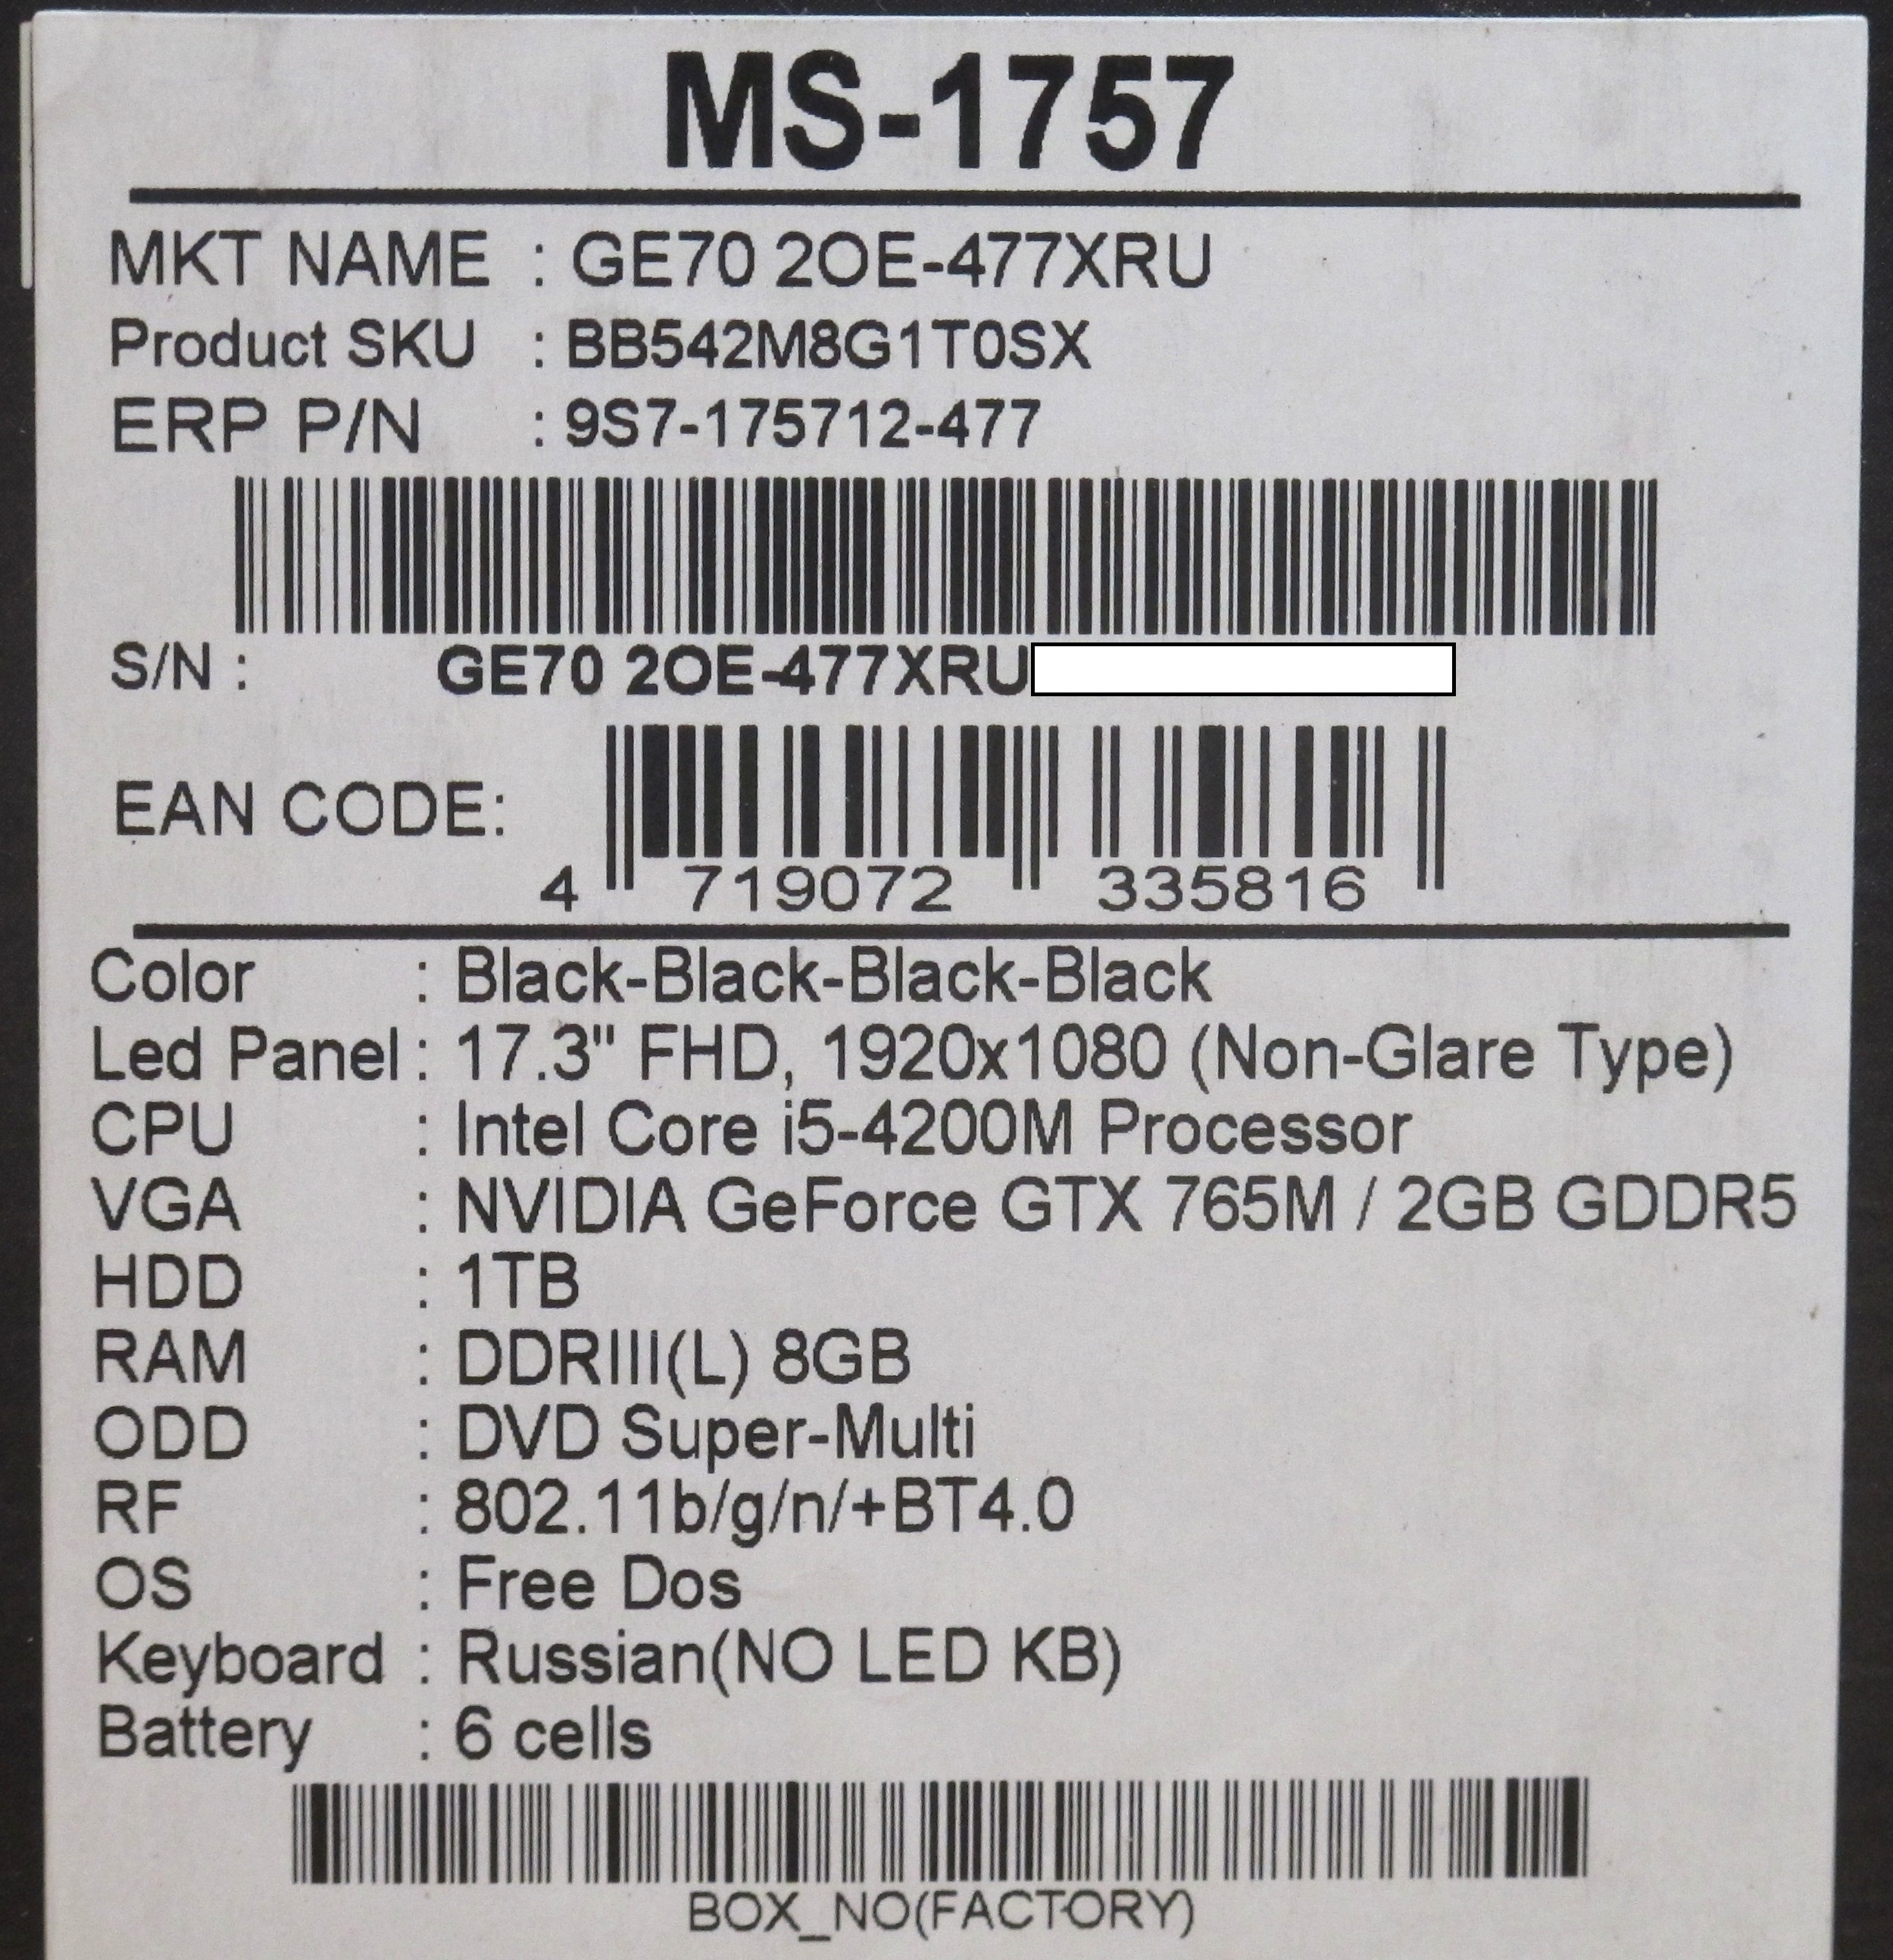 MS-1757
MKT NAME : GE70 2OE-477XRU
Product SKU : BB542M8G1T0SX
ERP P/N : 9S7-175712-477
S/N : GE70 2OE-477XRU
EAN CODE: 4 719072 335816
Color : Black-Black-Black-Black
Led Panel : 17.3" FHD, 1920x1080 (Non-Glare Type)
CPU : Intel Core i5-4200M Processor
VGA : NVIDIA GeForce GTX 765M / 2GB GDDR5
HDD : 1TB
RAM : DDRIII(L) 8GB
ODD : DVD Super-Multi
RF : 802.11b/g/n/+BT4.0
OS : Free Dos
Keyboard : Russian(NO LED KB)
Battery : 6 cells
BOX_NO(FACTORY)